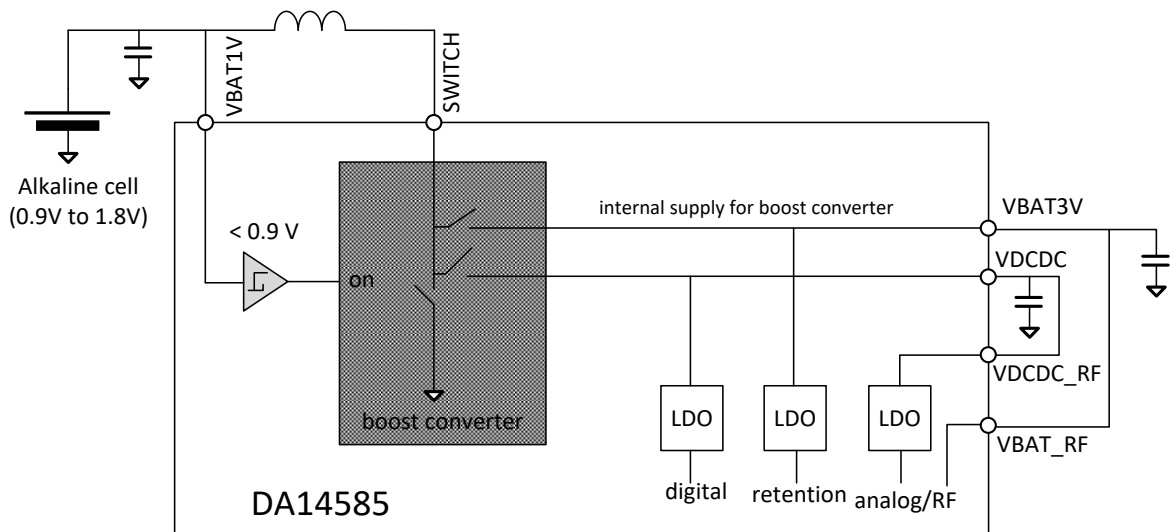 VBAT1V
SWITCH
Alkaline cell
(0.9V to 1.8V)
< 0.9 V
on
boost converter
internal supply for boost converter
VBAT3V
VDCDC
VDCDC_RF
VBAT_RF
LDO
LDO
LDO
digital
retention
analog/RF
DA14585